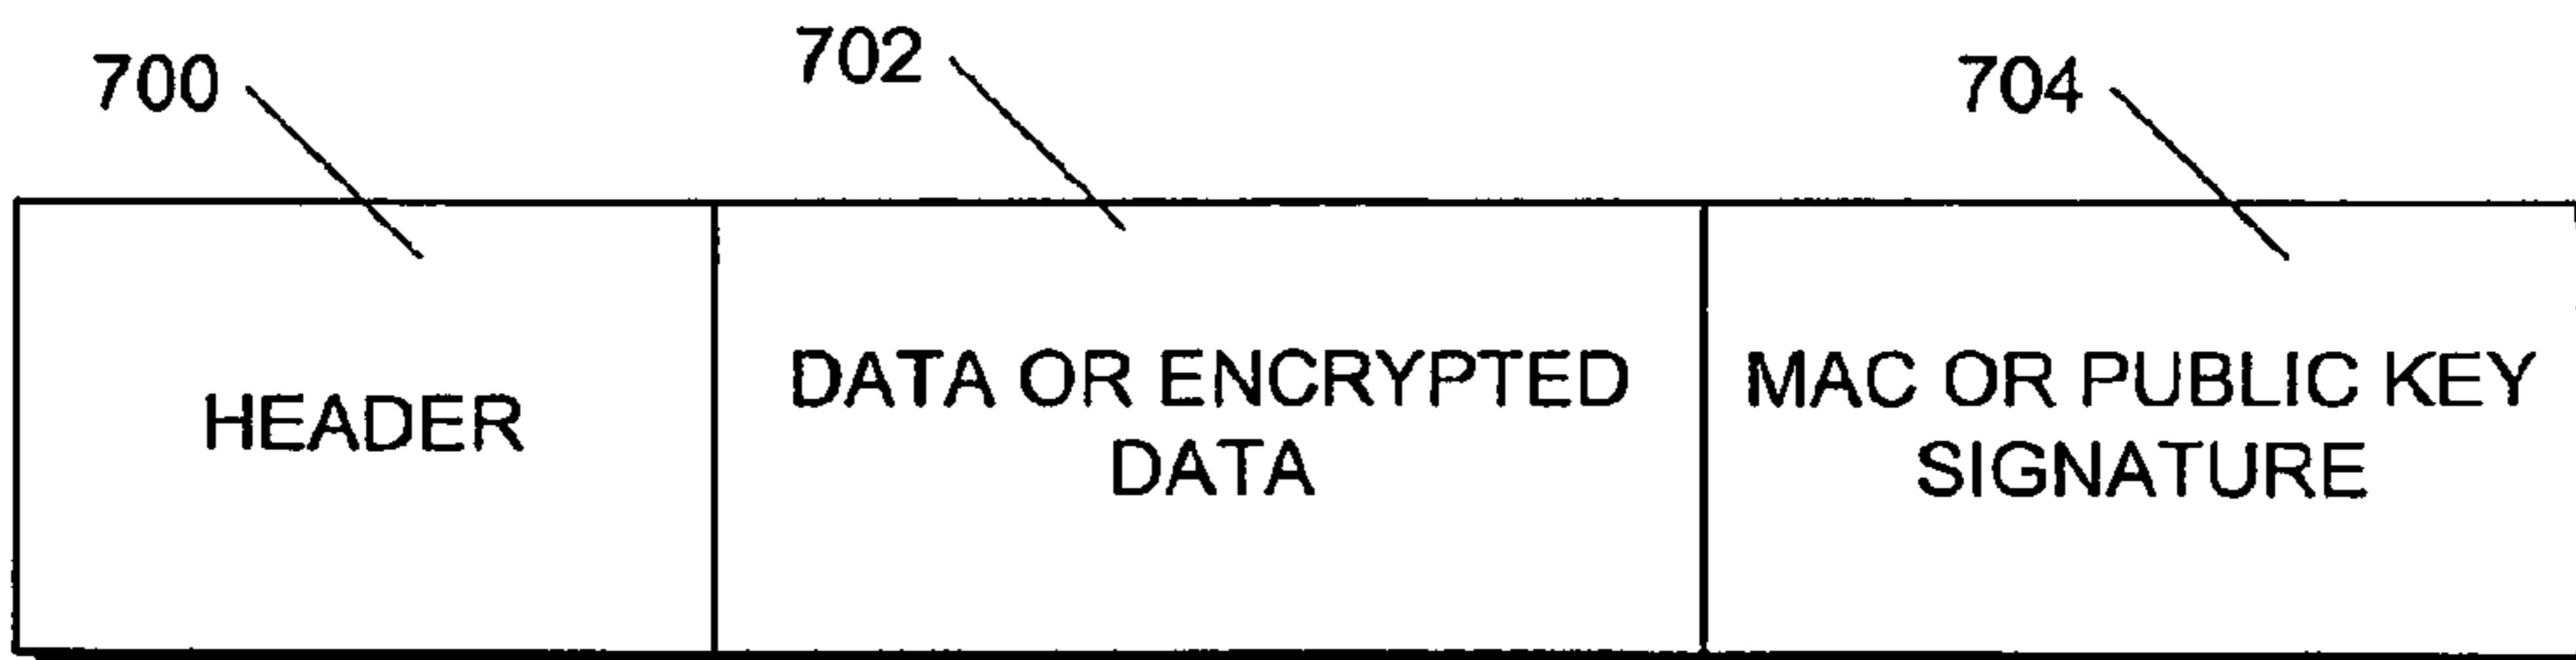 700
702
704
HEADER
DATA OR ENCRYPTED
DATA
MAC OR PUBLIC KEY
SIGNATURE